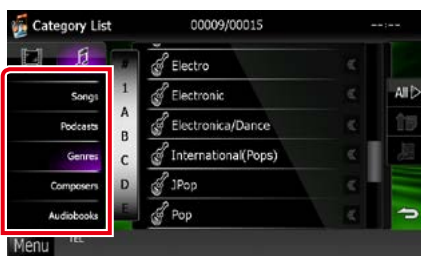 Category List 00009/00015 --:--
#
1
A
B
C
D
E
Songs
Podcasts
Genres
Composers
Audiobooks
Electro
Electronic
Electronica/Dance
International(Pops)
JPop
Pop
All
Menu
TEL